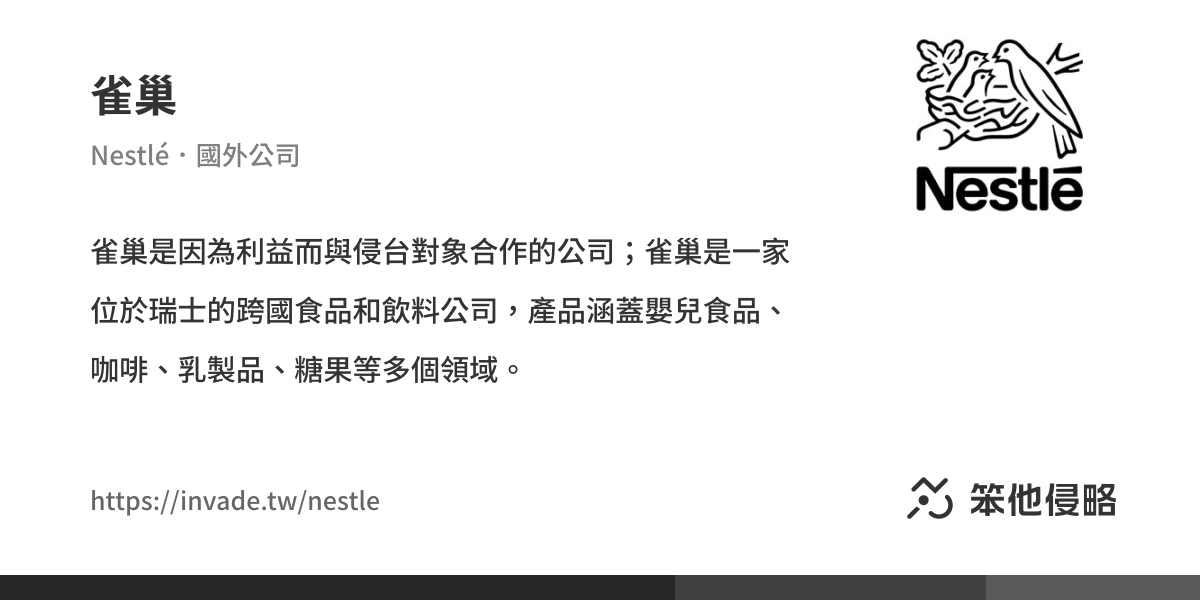 雀巢
Nestlé・國外公司
Nestlé
雀巢是因為利益而與侵台對象合作的公司；雀巢是一家
位於瑞士的跨國食品和飲料公司，產品涵蓋嬰兒食品、
咖啡、乳製品、糖果等多個領域。
https://invade.tw/nestle
笨他侵略